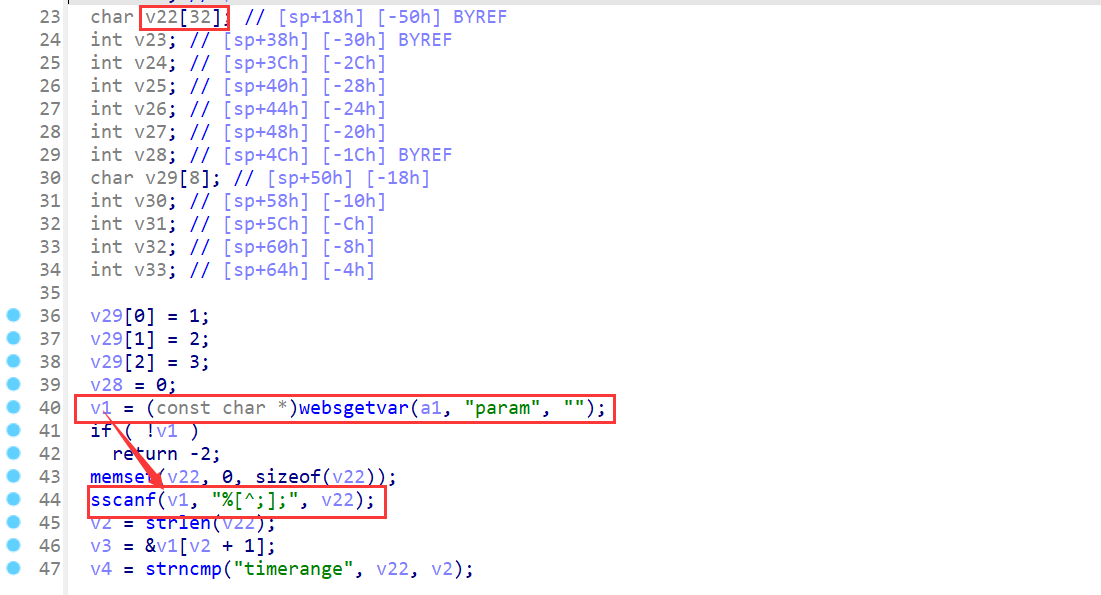 23 char v22[32]; // [sp+18h] [-50h] BYREF
24 int v23; // [sp+38h] [-30h] BYREF
25 int v24; // [sp+3Ch] [-2Ch]
26 int v25; // [sp+40h] [-28h]
27 int v26; // [sp+44h] [-24h]
28 int v27; // [sp+48h] [-20h]
29 int v28; // [sp+4Ch] [-1Ch] BYREF
30 char v29[8]; // [sp+50h] [-18h]
31 int v30; // [sp+58h] [-10h]
32 int v31; // [sp+5Ch] [-Ch]
33 int v32; // [sp+60h] [-8h]
34 int v33; // [sp+64h] [-4h]
35
36 v29[0] = 1;
37 v29[1] = 2;
38 v29[2] = 3;
39 v28 = 0;
40 v1 = (const char *)websgetvar(a1, "param", "");
41 if ( !v1 )
42 return -2;
43 memset(v22, 0, sizeof(v22));
44 sscanf(v1, "%[^;];", v22);
45 v2 = strlen(v22);
46 v3 = &v1[v2 + 1];
47 v4 = strncmp("timerange", v22, v2);